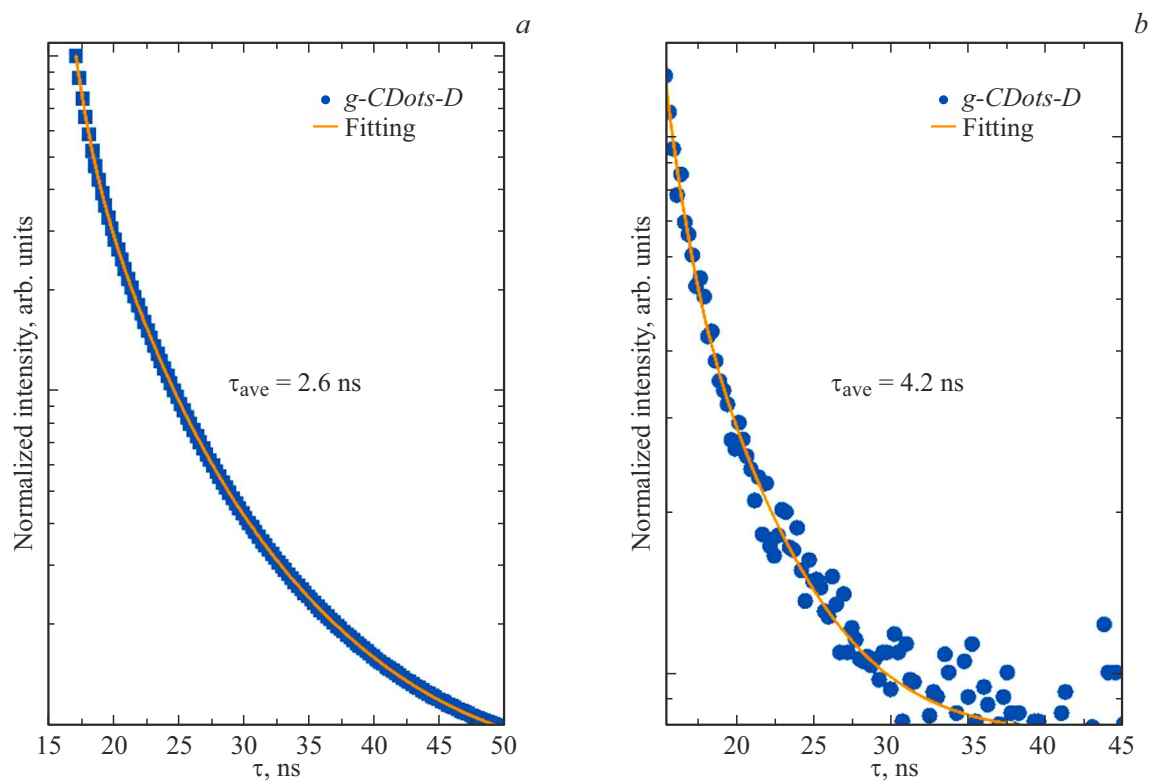 a
g-CDots-D
Fitting
Normalized intensity, arb. units
τave = 2.6 ns
15 20 25 30 35 40 45 50
τ, ns
b
g-CDots-D
Fitting
Normalized intensity, arb. units
τave = 4.2 ns
20 25 30 35 40 45
τ, ns